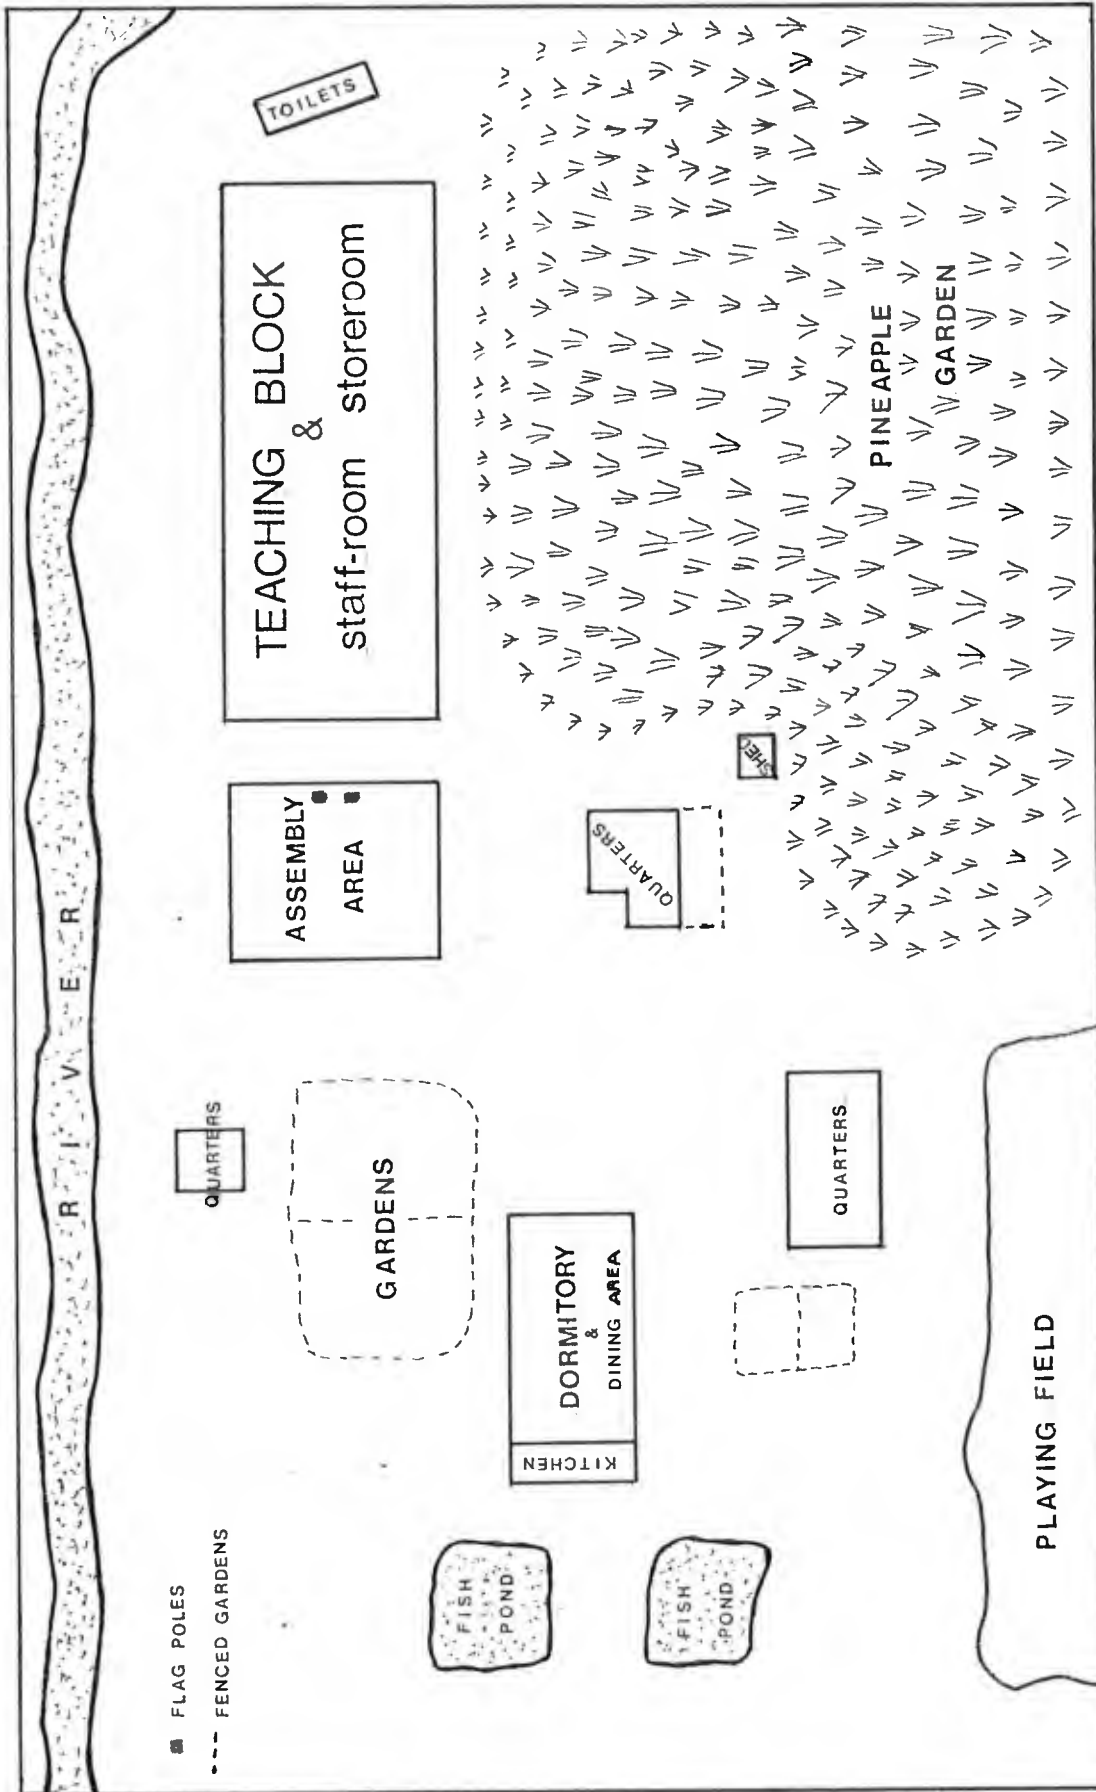 RIVER
TOILETS
TEACHING BLOCK
&
staff-room storeroom
ASSEMBLY
AREA
QUARTERS
GARDENS
QUARTERS
SHED
PINEAPPLE
GARDEN
DORMITORY
&
DINING AREA
KITCHEN
QUARTERS
FISH
POND
FISH
POND
PLAYING FIELD
FLAG POLES
FENCED GARDENS